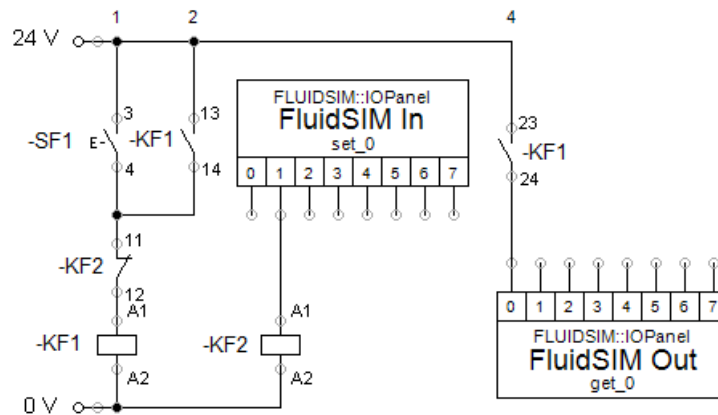 1
2
4
24 V
3
13
23
-SF1
E-
-KF1
4
14
FLUIDSIM::IOPanel
FluidSIM In
set_0
0 1 2 3 4 5 6 7
-KF1
24
11
-KF2
12
A1
-KF1
A2
A1
-KF2
A2
0 1 2 3 4 5 6 7
FLUIDSIM::IOPanel
FluidSIM Out
get_0
0 V